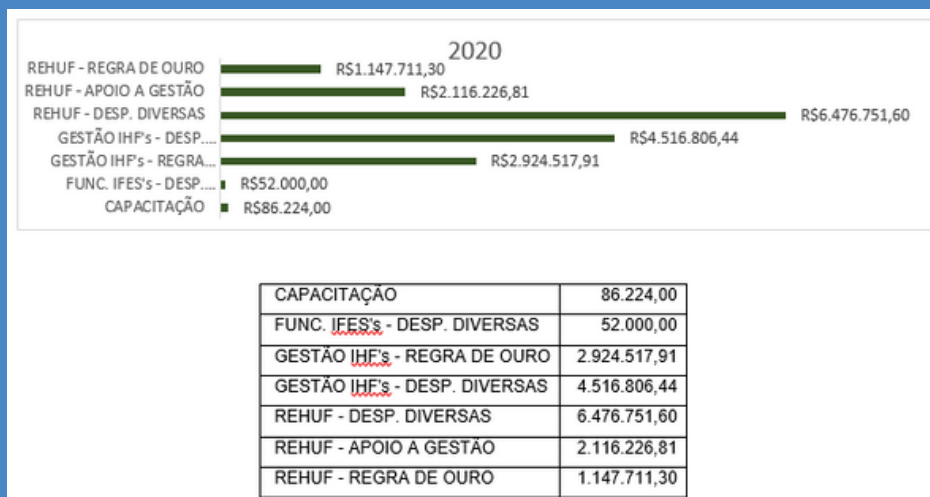 2020
REHUF - REGRA DE OURO R$1.147.711,30
REHUF - APOIO A GESTÃO R$2.116.226,81
REHUF - DESP. DIVERSAS R$6.476.751,60
GESTÃO IHF's - DESP.... R$4.516.806,44
GESTÃO IHF's - REGRA... R$2.924.517,91
FUNC. IFES's - DESP.... R$52.000,00
CAPACITAÇÃO R$86.224,00
CAPACITAÇÃO 86.224,00
FUNC. IFES's - DESP. DIVERSAS 52.000,00
GESTÃO IHF's - REGRA DE OURO 2.924.517,91
GESTÃO IHF's - DESP. DIVERSAS 4.516.806,44
REHUF - DESP. DIVERSAS 6.476.751,60
REHUF - APOIO A GESTÃO 2.116.226,81
REHUF - REGRA DE OURO 1.147.711,30